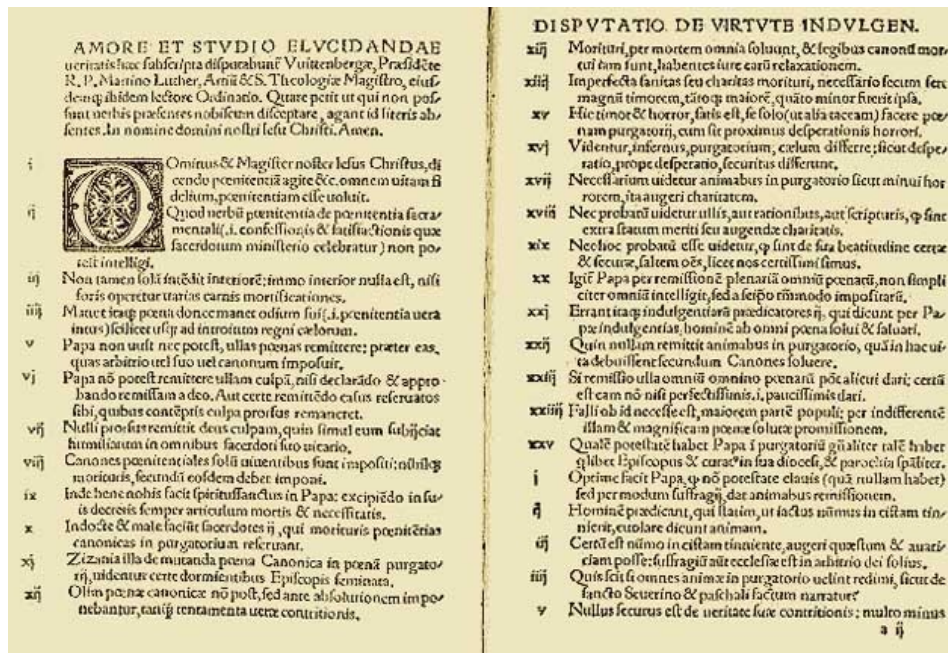 AMORE ET STVDIO ELVCIDANDAE
ueritatis hæc subscripta disputabunt̃ Vuittenbergæ, Præsidẽte
R. P. Martino Luther, Artiũ & S. Theologiæ Magistro, eius-
demq; ibidem lectore Ordinario. Quare petit ut qui non pos-
sunt uerbis præsentes nobiscum disceptare, agant id literis ab-
sentes. In nomine domini nostri Iesu Christi. Amen.
i DOminus & Magister noster Iesus Christus, di
cendo pœnitentiã agite &c. omnem uitam fi
delium, pœnitentiam esse uoluit.
ij Quod uerbũ pœnitentia de pœnitentia sacra
mentali(.i. confessionis & satisfactionis quæ
sacerdotum ministerio celebratur) non po-
test intelligi.
iij Non tamen solã intẽdit interiorẽ: immo interior nulla est, nisi
foris operetur uarias carnis mortificationes.
iiij Manet itaq; pœna donec manet odium sui(.i. pœnitentia uera
intus) scilicet usq; ad introitum regni cælorum.
v Papa non uult nec potest, ullas pœnas remittere: præter eas,
quas arbitrio uel suo uel canonum imposuit.
vj Papa nõ potest remittere ullam culpã, nisi declarãdo & appro-
bando remissam a deo. Aut certe remittẽdo casus reseruatos
sibi, quibus contẽptis culpa prorsus remaneret.
vij Nulli prorsus remittit deus culpam, quin simul eum subijciat
humiliatum in omnibus sacerdoti suo uicario.
viij Canones pœnitentiales solũ uiuentibus sunt impositi: nihilq;
morituris, secundũ eosdem debet imponi.
ix Inde bene nobis facit spiritussanctus in Papa: excipiẽdo in su-
is decretis semper articulum mortis & necessitatis.
x Indocte & male faciũt sacerdotes ij, qui morituris pœnitẽtias
canonicas in purgatorium reseruant.
xj Zizania illa de mutanda pœna Canonica in pœnã purgato-
rij, uidentur certe dormientibus Episcopis seminata.
xij Olim pœnæ canonicæ nõ post, sed ante absolutionem impo-
nebantur, tanq̃ tentamenta ueræ contritionis.
DISPVTATIO DE VIRTVTE INDVLGEN.
xiij Morituri, per mortem omnia soluunt, & legibus canonũ mor-
tui iam sunt, habentes iure earũ relaxationem.
xiiij Imperfecta sanitas seu charitas morituri, necessario secum fert
magnũ timorem, tãtoq; maiorẽ, quãto minor fuerit ipsa.
xv Hic timor & horror, satis est, se solo(ut alia taceam) facere pœ-
nam purgatorij, cum sit proximus desperationis horrori.
xvj Videntur, infernus, purgatorium, cælum differre: sicut despe-
ratio, prope desperatio, securitas differunt.
xvij Necessarium uidetur animabus in purgatorio sicut minui hor
rorem, ita augeri charitatem.
xviij Nec probatũ uidetur ullis, aut rationibus, aut scripturis, q̃ sint
extra statum meriti seu augendæ charitatis.
xix Nec hoc probatũ esse uidetur, q̃ sint de sua beatitudine certæ
& securæ, saltem oẽs, licet nos certissimi simus.
xx Igit̃ Papa per remissionẽ plenariã omniũ pœnarũ, non simpli
citer omniũ intelligit, sed a seipo tm̃modo impositarũ.
xxj Errant itaq; indulgentiarũ prædicatores ij, qui dicunt per Pa-
pæ indulgentias, hominẽ ab omni pœna solui & saluari.
xxij Quin nullam remittit animabus in purgatorio, quã in hac ui-
ta debuissent secundum Canones soluere.
xxiij Si remissio ulla omniũ omnino pœnarũ põt alicui dari: certũ
est eam nõ nisi perfectissimis .i. paucissimis dari.
xxiiij Falli ob id necesse est, maiorem partẽ populi: per indifferentẽ
illam & magnificam pœnæ solutæ promissionem.
xxv Qualẽ potestatẽ habet Papa ĩ purgatoriũ gñaliter talẽ habet
q̃libet Episcopus & curatꝰ in sua diocesi, & parochia sp̃aliter.
i Optime facit Papa, q̃ nõ potestate clauis (quã nullam habet)
sed per modum suffragij, dat animabus remissionem.
ij Hominẽ prædicant, qui statim, ut iactus nũmus in cistam tin-
nierit, euolare dicunt animam.
iij Certũ est nũmo in cistam tinniente, augeri quæstum & auari-
ciam posse: suffragiũ aũt ecclesiæ est in arbitrio dei solius.
iiij Quis scit si omnes animæ in purgatorio uelint redimi, sicut de
sancto Seuerino & paschali factum narratur?
v Nullus securus est de ueritate suæ contritionis: multo minus
a ij